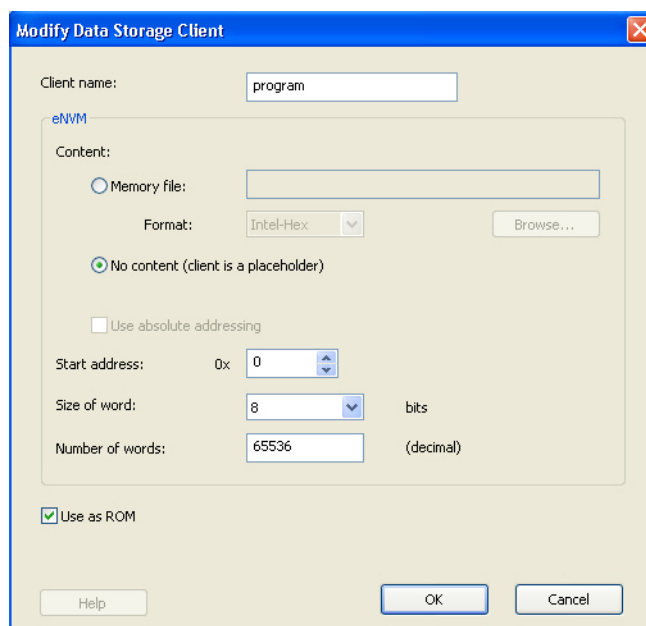 Modify Data Storage Client
Client name: program
eNVM
Content:
Memory file:
Format: Intel-Hex Browse...
No content (client is a placeholder)
Use absolute addressing
Start address: 0x 0
Size of word: 8 bits
Number of words: 65536 (decimal)
Use as ROM
Help OK Cancel